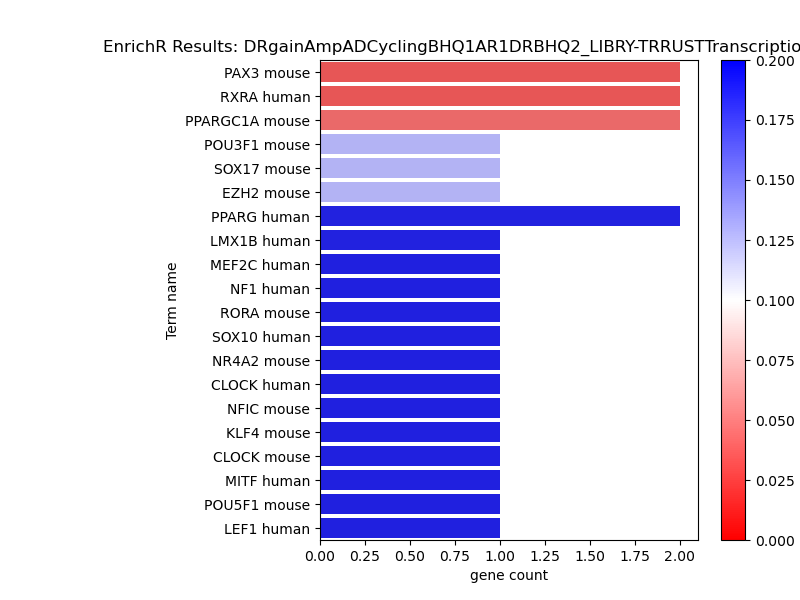 EnrichR Results: DRgainAmpADCyclingBHQ1AR1DRBHQ2_LIBRY-TRRUSTTranscriptio
PAX3 mouse
RXRA human
PPARGC1A mouse
POU3F1 mouse
SOX17 mouse
EZH2 mouse
PPARG human
LMX1B human
MEF2C human
NF1 human
RORA mouse
SOX10 human
NR4A2 mouse
CLOCK human
NFIC mouse
KLF4 mouse
CLOCK mouse
MITF human
POU5F1 mouse
LEF1 human
Term name
0.00 0.25 0.50 0.75 1.00 1.25 1.50 1.75 2.00
gene count
0.200
0.175
0.150
0.125
0.100
0.075
0.050
0.025
0.000